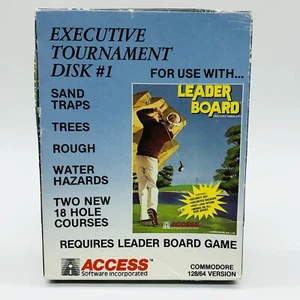 EXECUTIVE
TOURNAMENT
DISK #1
FOR USE WITH...
SAND
TRAPS
TREES
ROUGH
WATER
HAZARDS
TWO NEW
18 HOLE
COURSES
LEADER
BOARD
ACCESS
REQUIRES LEADER BOARD GAME
ACCESS™
Software incorporated
COMMODORE
128/64 VERSION